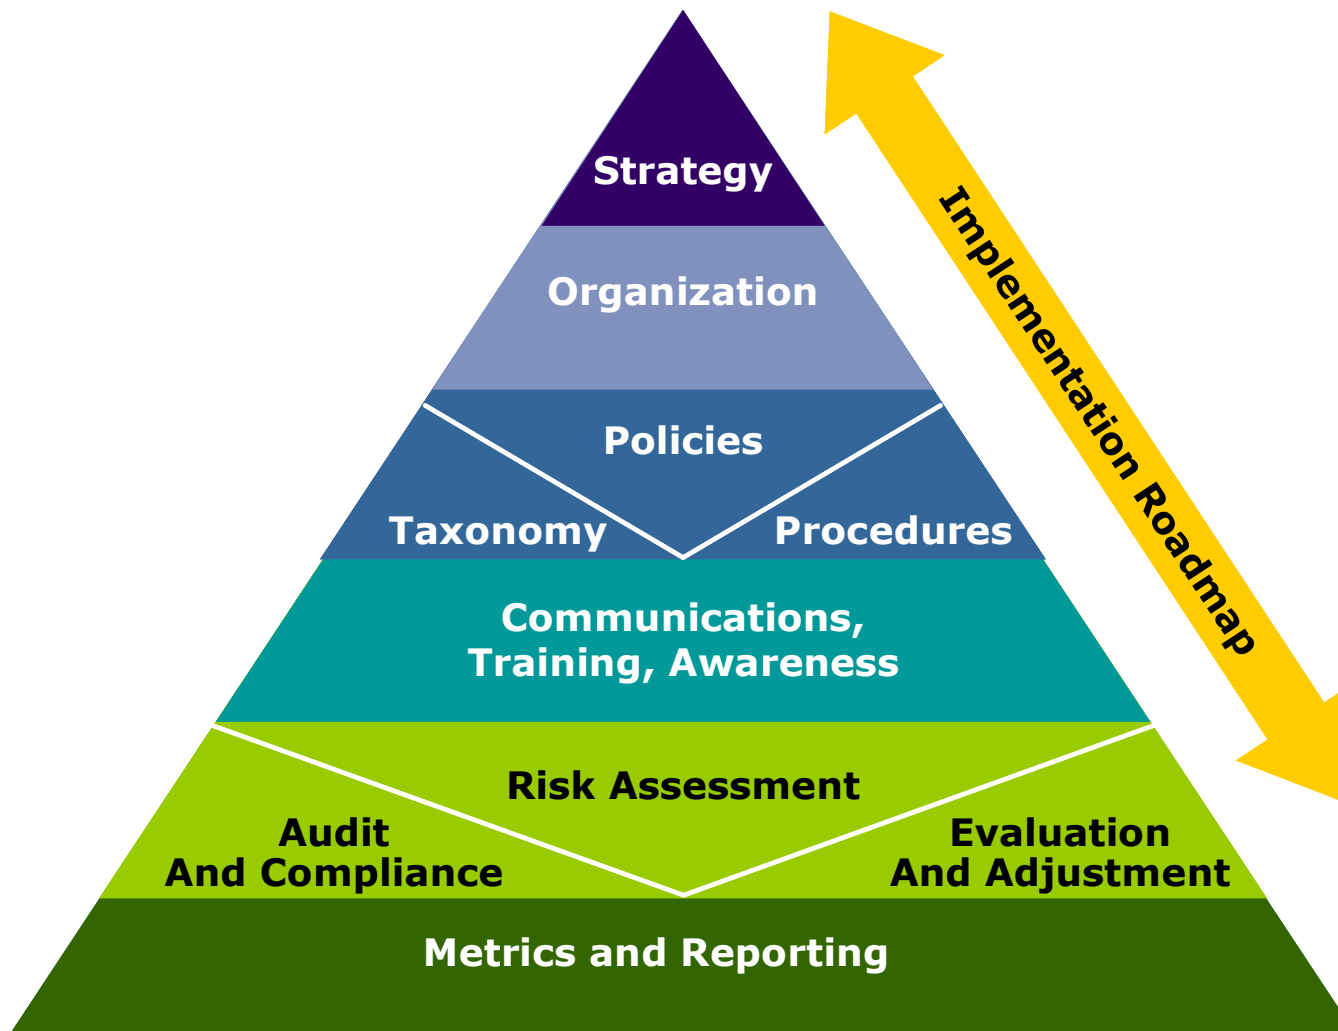 Strategy
Organization
Policies
Taxonomy
Procedures
Communications,
Training, Awareness
Risk Assessment
Audit
And Compliance
Evaluation
And Adjustment
Metrics and Reporting
Implementation Roadmap